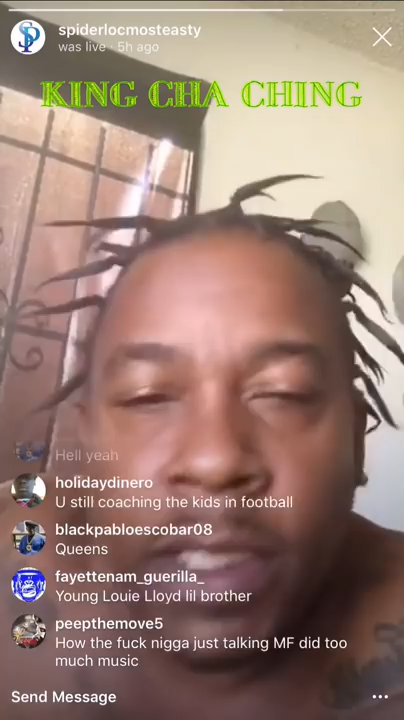 spiderlocmosteasty
was live · 5h ago
KING CHA CHING
Hell yeah
holidaydinero
U still coaching the kids in football
blackpabloescobar08
Queens
fayettenam_guerilla_
Young Louie Lloyd lil brother
peepthemove5
How the fuck nigga just talking MF did too
much music
Send Message